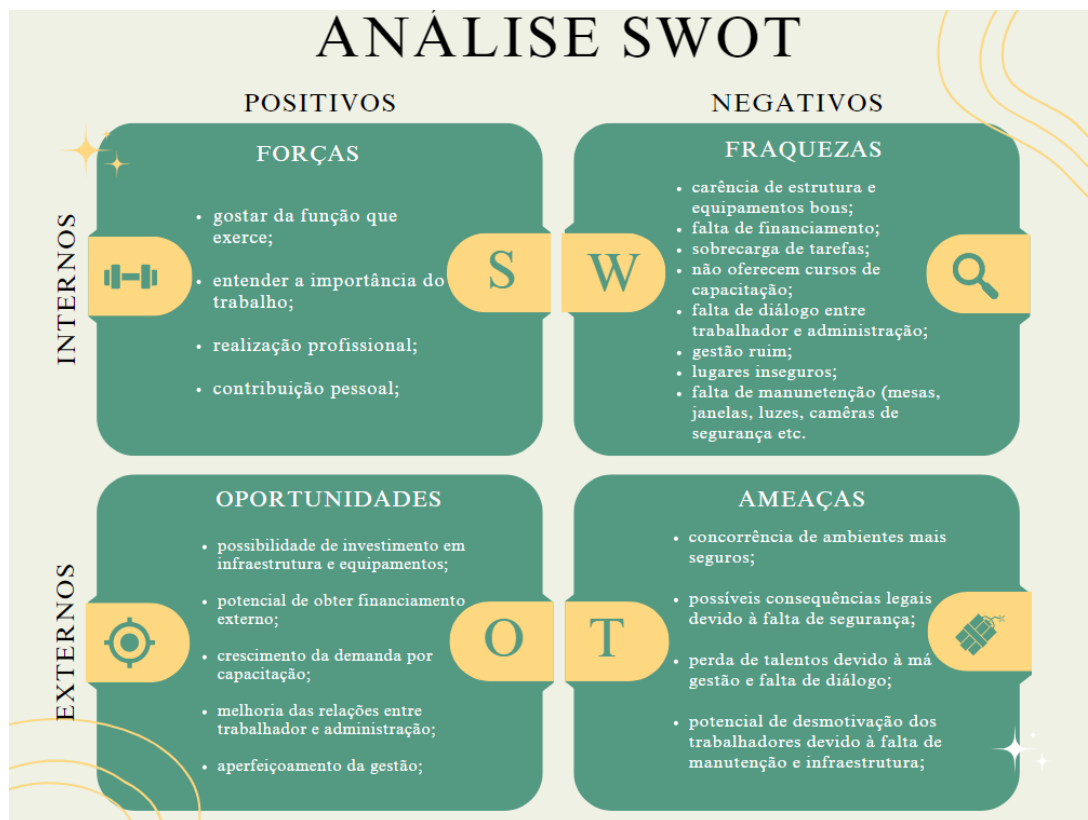 ANÁLISE SWOT
POSITIVOS
NEGATIVOS
INTERNOS
FORÇAS
• gostar da função que
exerce;
• entender a importância do
trabalho;
• realização profissional;
• contribuição pessoal;
S
W
FRAQUEZAS
• carência de estrutura e
equipamentos bons;
• falta de financiamento;
• sobrecarga de tarefas;
• não oferecem cursos de
capacitação;
• falta de diálogo entre
trabalhador e administração;
• gestão ruim;
• lugares inseguros;
• falta de manunetenção (mesas,
janelas, luzes, camêras de
segurança etc.
EXTERNOS
OPORTUNIDADES
• possibilidade de investimento em
infraestrutura e equipamentos;
• potencial de obter financiamento
externo;
• crescimento da demanda por
capacitação;
• melhoria das relações entre
trabalhador e administração;
• aperfeiçoamento da gestão;
O
T
AMEAÇAS
• concorrência de ambientes mais
seguros;
• possíveis consequências legais
devido à falta de segurança;
• perda de talentos devido à má
gestão e falta de diálogo;
• potencial de desmotivação dos
trabalhadores devido à falta de
manutenção e infraestrutura;